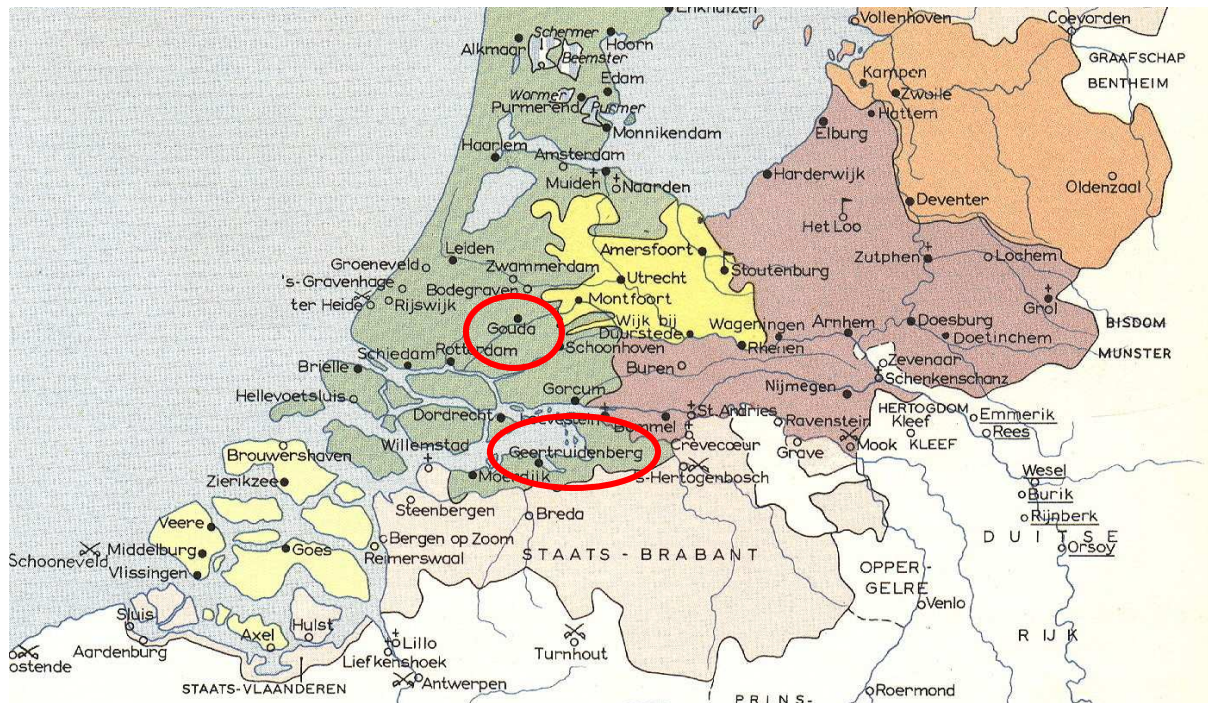 Enkhuizen
Vollenhoven
Coevorden
Schermer
Alkmaar
Hoorn
Beemster
GRAAFSCHAP
BENTHEIM
Kampen
Edam
Wormer
Zwolle
Purmerend
Purmer
Hattem
Monnikendam
Elburg
Haarlem
Amsterdam
Muiden
Naarden
Harderwijk
Oldenzaal
Deventer
Het Loo
Leiden
Amersfoort
Zutphen
Lochem
Groeneveld
Zwammerdam
Stoutenburg
's-Gravenhage
Utrecht
Bodegraven
ter Heide
Rijswijk
Montfoort
Grol
Gouda
Wijk bij
Duurstede
Wageningen
Arnhem
Doesburg
BISDOM
Doetinchem
MUNSTER
Schiedam
Rotterdam
Schoonhoven
Rhenen
Brielle
Buren
Zevenaar
Schenkenschanz
Gorcum
Nijmegen
Hellevoetsluis
Dordrecht
Loevestein
St. Andries
Ravenstein
HERTOGDOM
Emmerik
Bommel
Kleef
Rees
Willemstad
Geertruidenberg
Crèvecœur
Grave
Mook
KLEEF
Brouwershaven
Moerdijk
's-Hertogenbosch
Wesel
Zierikzee
Burik
Steenbergen
Breda
Rijnberk
Veere
Bergen op Zoom
DUITSE
Schooneveld
Middelburg
Goes
Reimerswaal
STAATS-BRABANT
Orsoy
Vlissingen
OPPER-
GELRE
Venlo
Sluis
Hulst
Axel
Lillo
RIJK
Aardenburg
Liefkenshoek
Turnhout
ostende
STAATS-VLAANDEREN
Antwerpen
Roermond
PRINS-